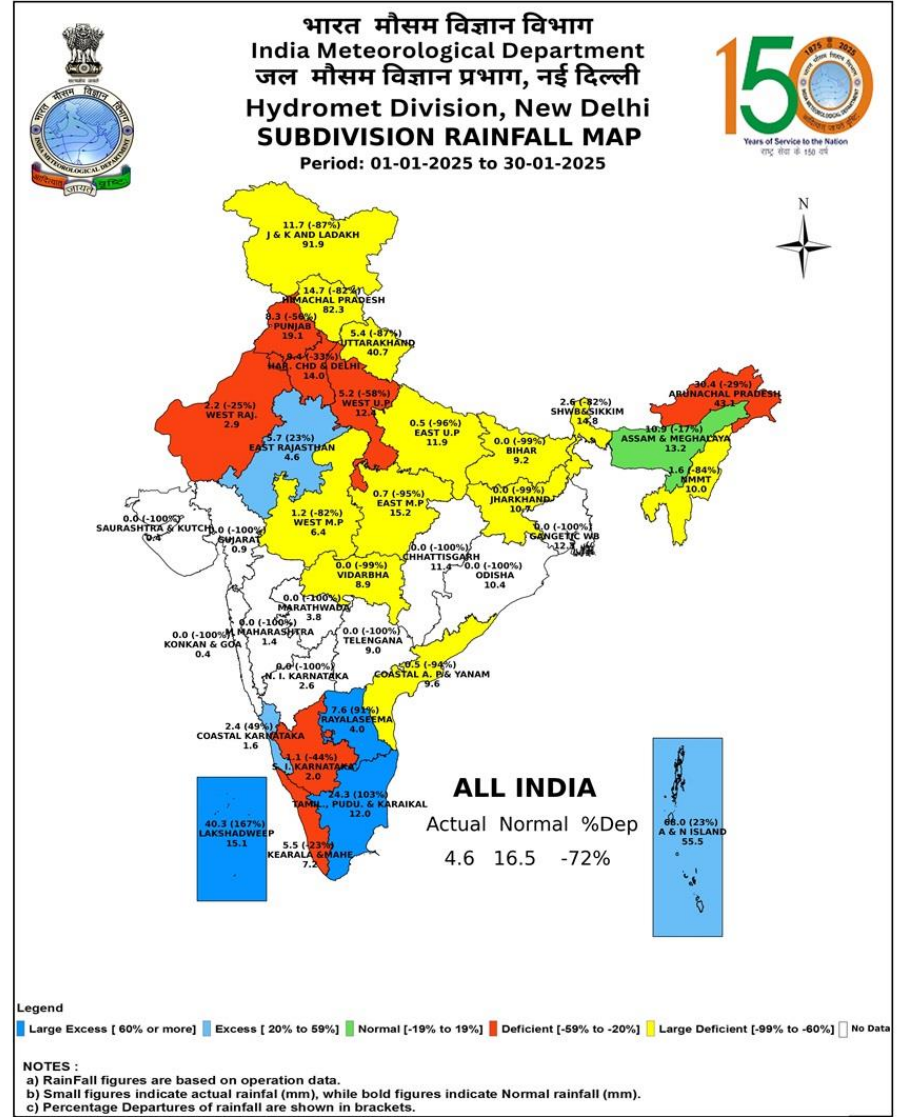 भारत मौसम विज्ञान विभाग
India Meteorological Department
जल मौसम विज्ञान प्रभाग, नई दिल्ली
Hydromet Division, New Delhi
SUBDIVISION RAINFALL MAP
Period: 01-01-2025 to 30-01-2025
भारत मौसम विज्ञान विभाग
INDIA METEOROLOGICAL DEPARTMENT
आदित्यात् जायते वृष्टि
150
1875 2025
Years of Service to the Nation
राष्ट्र सेवा के 150 वर्ष
N
11.7 (-87%)
J & K AND LADAKH
91.9
14.7 (-82%)
HIMACHAL PRADESH
82.3
8.3 (-56%)
PUNJAB
19.1
5.4 (-87%)
UTTARAKHAND
40.7
9.4 (-33%)
HAR. CHD & DELHI
14.0
2.2 (-25%)
WEST RAJ.
2.9
5.2 (-58%)
WEST U.P
12.4
5.7 (23%)
EAST RAJASTHAN
4.6
0.5 (-96%)
EAST U.P
11.9
0.0 (-99%)
BIHAR
9.2
2.6 (-82%)
SHWB&SIKKIM
14.8
30.4 (-29%)
ARUNACHAL PRADESH
43.1
10.9 (-17%)
ASSAM & MEGHALAYA
13.2
1.6 (-84%)
NMMT
10.0
0.0 (-100%)
SAURASHTRA & KUTCH
0.4
0.0 (-100%)
GUJARAT
0.9
1.2 (-82%)
WEST M.P
6.4
0.7 (-95%)
EAST M.P
15.2
0.0 (-99%)
JHARKHAND
10.7
0.0 (-100%)
GANGETIC WB
0.0 (-100%)
CHHATTISGARH
11.4
0.0 (-100%)
ODISHA
10.4
0.0 (-99%)
VIDARBHA
8.9
0.0 (-100%)
MARATHWADA
3.8
0.0 (-100%)
M MAHARASHTRA
1.4
0.0 (-100%)
KONKAN & GOA
0.4
0.0 (-100%)
TELENGANA
9.0
0.0 (-100%)
N. I. KARNATAKA
2.6
0.5 (-94%)
COASTAL A. P.& YANAM
9.6
7.6 (91%)
RAYALASEEMA
4.0
2.4 (49%)
COASTAL KARNATAKA
1.6
1.1 (-44%)
S. I. KARNATAKA
2.0
24.3 (103%)
TAMIL., PUDU. & KARAIKAL
12.0
40.3 (167%)
LAKSHADWEEP
15.1
5.5 (-23%)
KEARALA &MAHE
7.2
68.0 (23%)
A & N ISLAND
55.5
ALL INDIA
Actual Normal %Dep
4.6 16.5 -72%
Legend
Large Excess [ 60% or more] Excess [ 20% to 59%] Normal [-19% to 19%] Deficient [-59% to -20%] Large Deficient [-99% to -60%] No Data
NOTES :
a) RainFall figures are based on operation data.
b) Small figures indicate actual rainfal (mm), while bold figures indicate Normal rainfall (mm).
c) Percentage Departures of rainfall are shown in brackets.